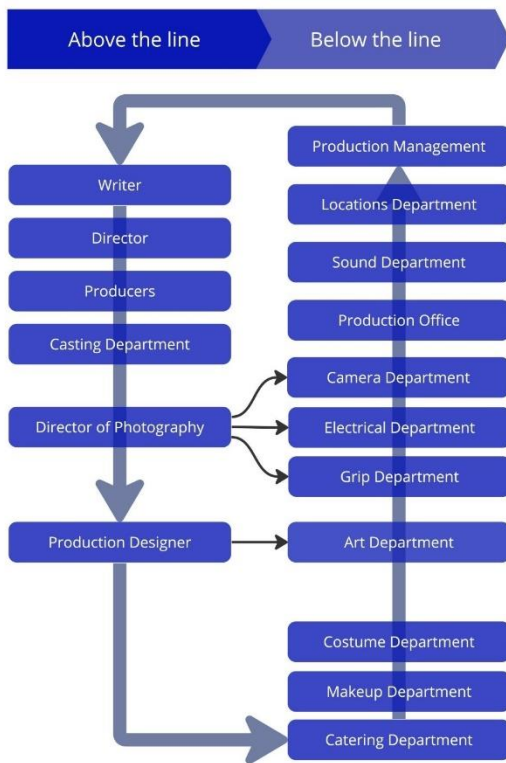 Above the line
Below the line
Writer
Director
Producers
Casting Department
Director of Photography
Production Designer
Production Management
Locations Department
Sound Department
Production Office
Camera Department
Electrical Department
Grip Department
Art Department
Costume Department
Makeup Department
Catering Department